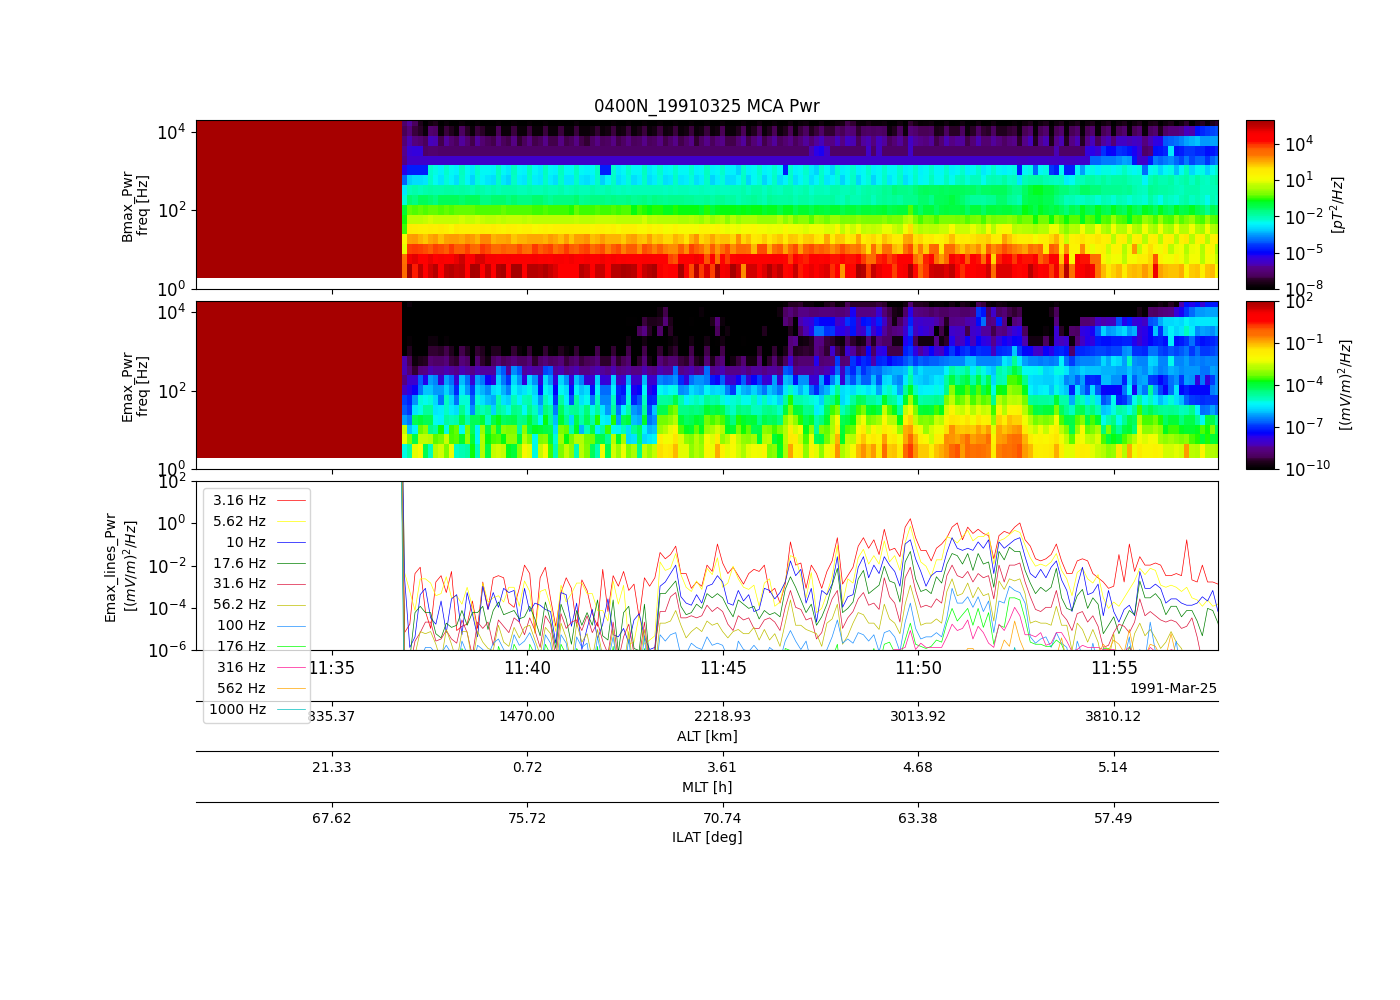 0400N_19910325 MCA Pwr
10^4
10^2
10^0
Bmax_Pwr
freq [Hz]
10^4
10^1
10^-2
10^-5
10^-8
[pT^2/Hz]
10^4
10^2
10^0
Emax_Pwr
freq [Hz]
10^2
10^-1
10^-4
10^-7
10^-10
[(mV/m)^2/Hz]
10^2
10^0
10^-2
10^-4
10^-6
Emax_lines_Pwr
[(mV/m)^2/Hz]
3.16 Hz
5.62 Hz
10 Hz
17.6 Hz
31.6 Hz
56.2 Hz
100 Hz
176 Hz
316 Hz
562 Hz
1000 Hz
11:35 11:40 11:45 11:50 11:55
1991-Mar-25
835.37 1470.00 2218.93 3013.92 3810.12
ALT [km]
21.33 0.72 3.61 4.68 5.14
MLT [h]
67.62 75.72 70.74 63.38 57.49
ILAT [deg]